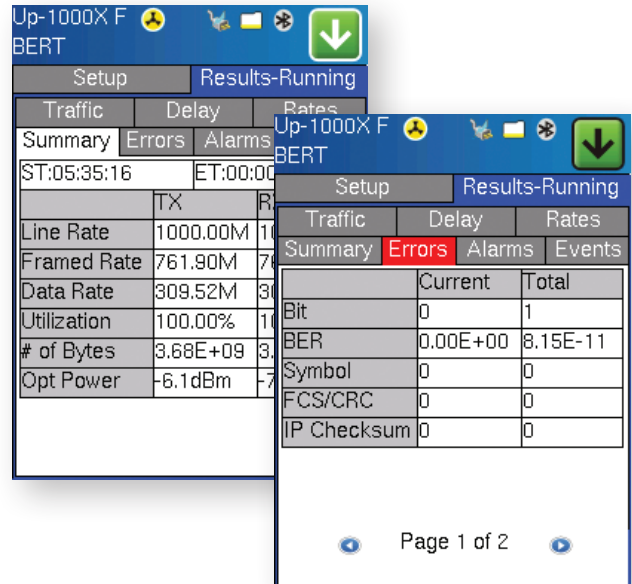 Up-1000X F
BERT
Setup Results-Running
Traffic Delay Rates
Summary Errors Alarms
ST:05:35:16 ET:00:00
TX
Line Rate 1000.00M
Framed Rate 761.90M
Data Rate 309.52M
Utilization 100.00%
# of Bytes 3.68E+09
Opt Power -6.1dBm
Up-1000X F
BERT
Setup Results-Running
Traffic Delay Rates
Summary Errors Alarms Events
Current Total
Bit 0 1
BER 0.00E+00 8.15E-11
Symbol 0 0
FCS/CRC 0 0
IP Checksum 0 0
Page 1 of 2